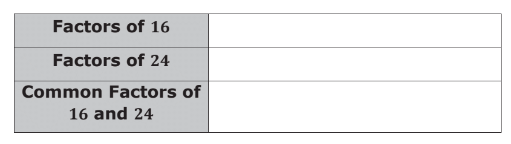 Factors of 16
Factors of 24
Common Factors of
16 and 24